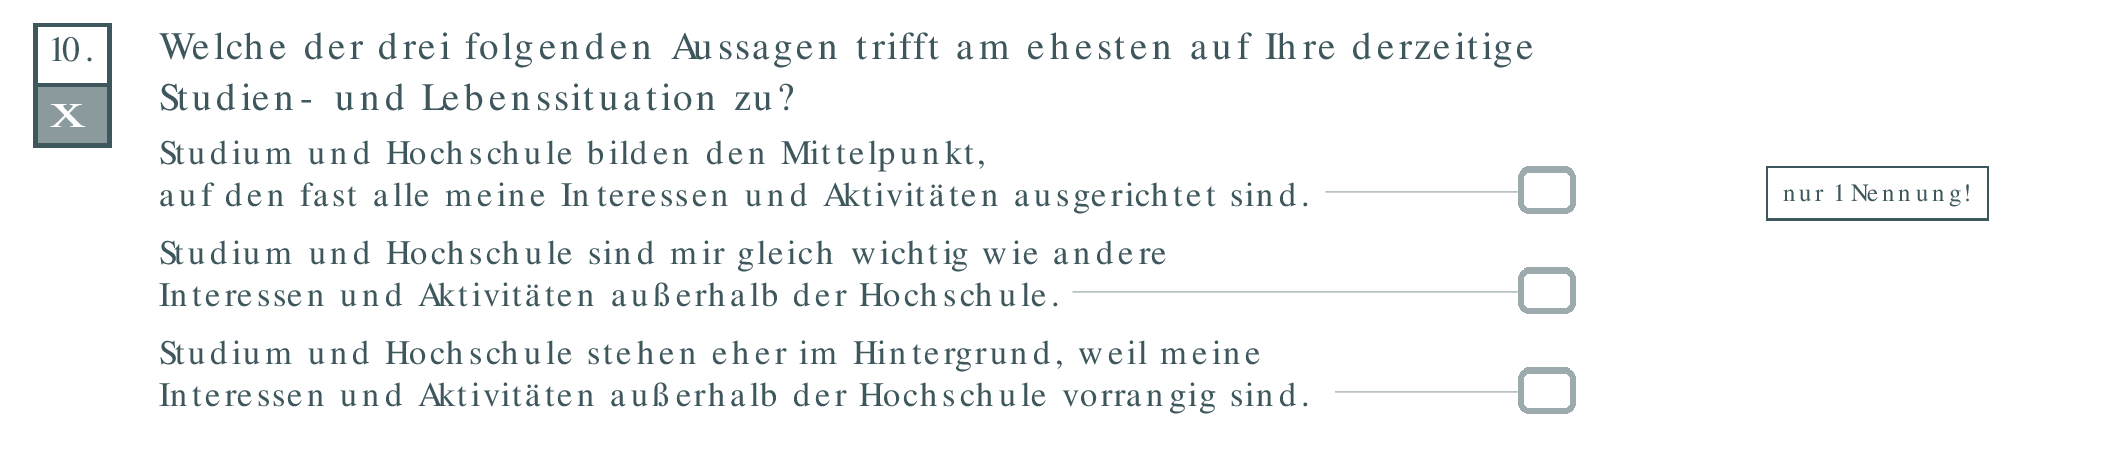 10.
X
Welche der drei folgenden Aussagen trifft am ehesten auf Ihre derzeitige
Studien- und Lebenssituation zu?
Studium und Hochschule bilden den Mittelpunkt,
auf den fast alle meine Interessen und Aktivitäten ausgerichtet sind.
nur 1 Nennung!
Studium und Hochschule sind mir gleich wichtig wie andere
Interessen und Aktivitäten außerhalb der Hochschule.
Studium und Hochschule stehen eher im Hintergrund, weil meine
Interessen und Aktivitäten außerhalb der Hochschule vorrangig sind.